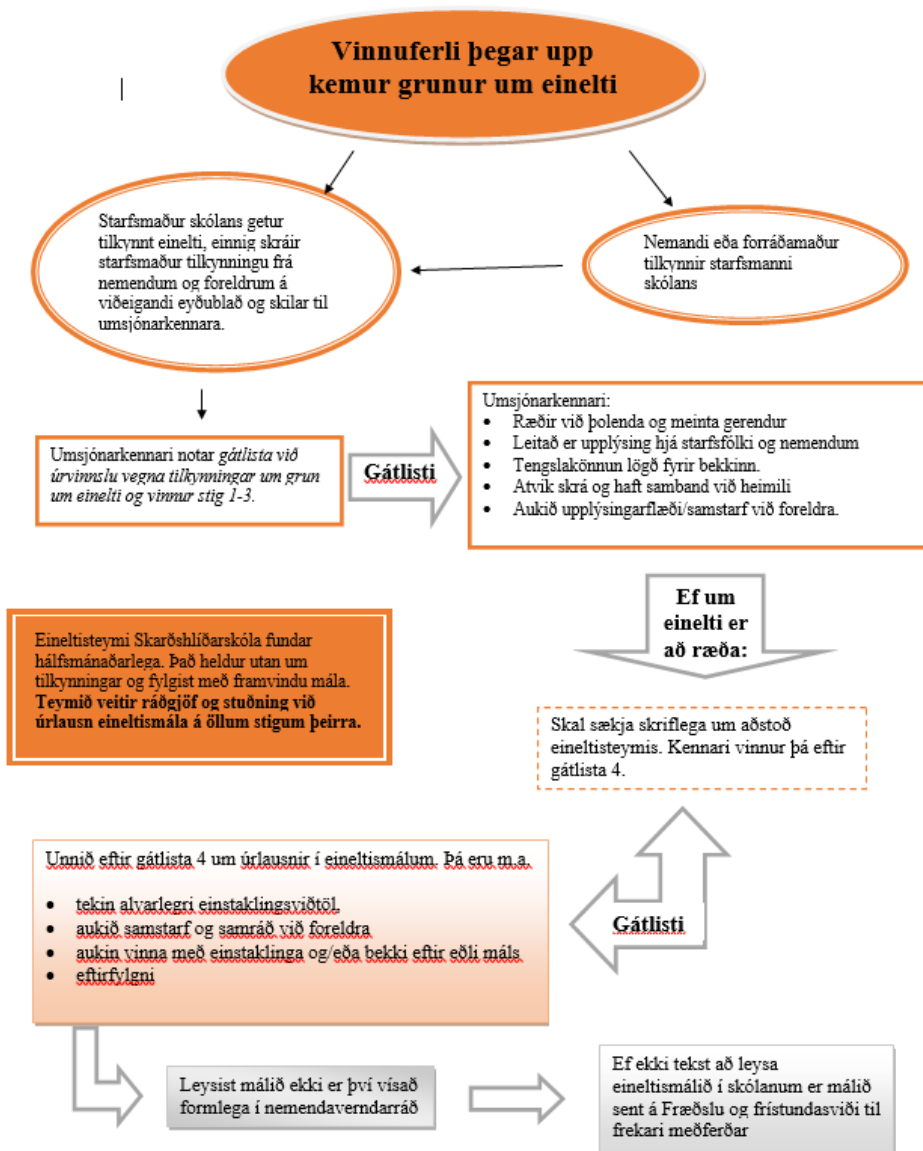 Vinnuferli þegar upp
kemur grunur um einelti
Starfsmaður skólans getur
tilkynnt einelti, einnig skráir
starfsmaður tilkynningu frá
nemendum og foreldrum á
viðeigandi eyðublað og skilar til
umsjónarkennara.
Nemandi eða forráðamaður
tilkynnir starfsmanni
skólans
Umsjónarkennari notar gátlista við
úrvinnslu vegna tilkynningar um grun
um einelti og vinnur stig 1-3.
Gátlisti
Umsjónarkennari:
• Ræðir við þolenda og meinta gerendur
• Leitað er upplýsing hjá starfsfólki og nemendum
• Tengslakönnun lögð fyrir bekkinn.
• Atvik skrá og haft samband við heimili
• Aukið upplýsingarflæði/samstarf við foreldra.
Ef um
einelti er
að ræða:
Eineltisteymi Skarðshlíðarskóla fundar
hálfsmánaðarlega. Það heldur utan um
tilkynningar og fylgist með framvindu mála.
Teymið veitir ráðgjöf og stuðning við
úrlausn eineltismála á öllum stigum þeirra.
Skal sækja skriflega um aðstoð
eineltisteymis. Kennari vinnur þá eftir
gátlista 4.
Unnið eftir gátlista 4 um úrlausnir í eineltismálum. Þá eru m.a.
• tekin alvarlegri einstaklingsviðtöl,
• aukið samstarf og samráð við foreldra
• aukin vinna með einstaklinga og/eða bekki eftir eðli máls
• eftirfylgni
Gátlisti
Leysist málið ekki er því vísað
formlega í nemendaverndarráð
Ef ekki tekst að leysa
eineltismálið í skólanum er málið
sent á Fræðslu og frístundasviði til
frekari meðferðar